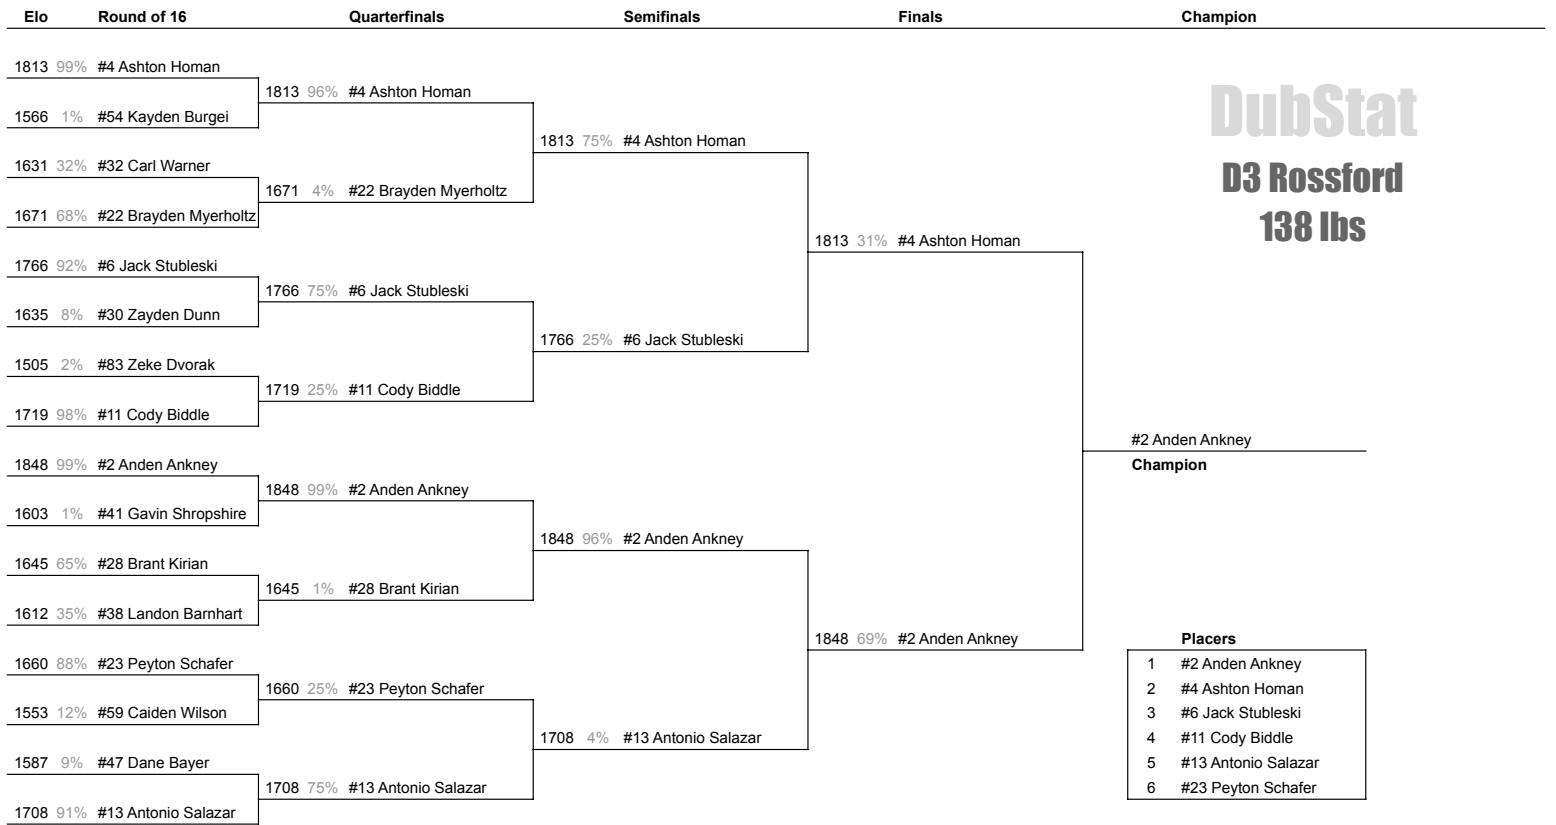 Elo Round of 16 Quarterfinals Semifinals Finals Champion
1813 99% #4 Ashton Homan
1813 96% #4 Ashton Homan
1566 1% #54 Kayden Burgei
1813 75% #4 Ashton Homan
1631 32% #32 Carl Warner
1671 4% #22 Brayden Myerholtz
1671 68% #22 Brayden Myerholtz
1813 31% #4 Ashton Homan
1766 92% #6 Jack Stubleski
1766 75% #6 Jack Stubleski
1635 8% #30 Zayden Dunn
1766 25% #6 Jack Stubleski
1505 2% #83 Zeke Dvorak
1719 25% #11 Cody Biddle
1719 98% #11 Cody Biddle
DubStat
D3 Rossford
138 lbs
#2 Anden Ankney
Champion
1848 99% #2 Anden Ankney
1848 99% #2 Anden Ankney
1603 1% #41 Gavin Shropshire
1848 96% #2 Anden Ankney
1645 65% #28 Brant Kirian
1645 1% #28 Brant Kirian
1612 35% #38 Landon Barnhart
1848 69% #2 Anden Ankney
1660 88% #23 Peyton Schafer
1660 25% #23 Peyton Schafer
1553 12% #59 Caiden Wilson
1708 4% #13 Antonio Salazar
1587 9% #47 Dane Bayer
1708 75% #13 Antonio Salazar
1708 91% #13 Antonio Salazar
Placers
1 #2 Anden Ankney
2 #4 Ashton Homan
3 #6 Jack Stubleski
4 #11 Cody Biddle
5 #13 Antonio Salazar
6 #23 Peyton Schafer